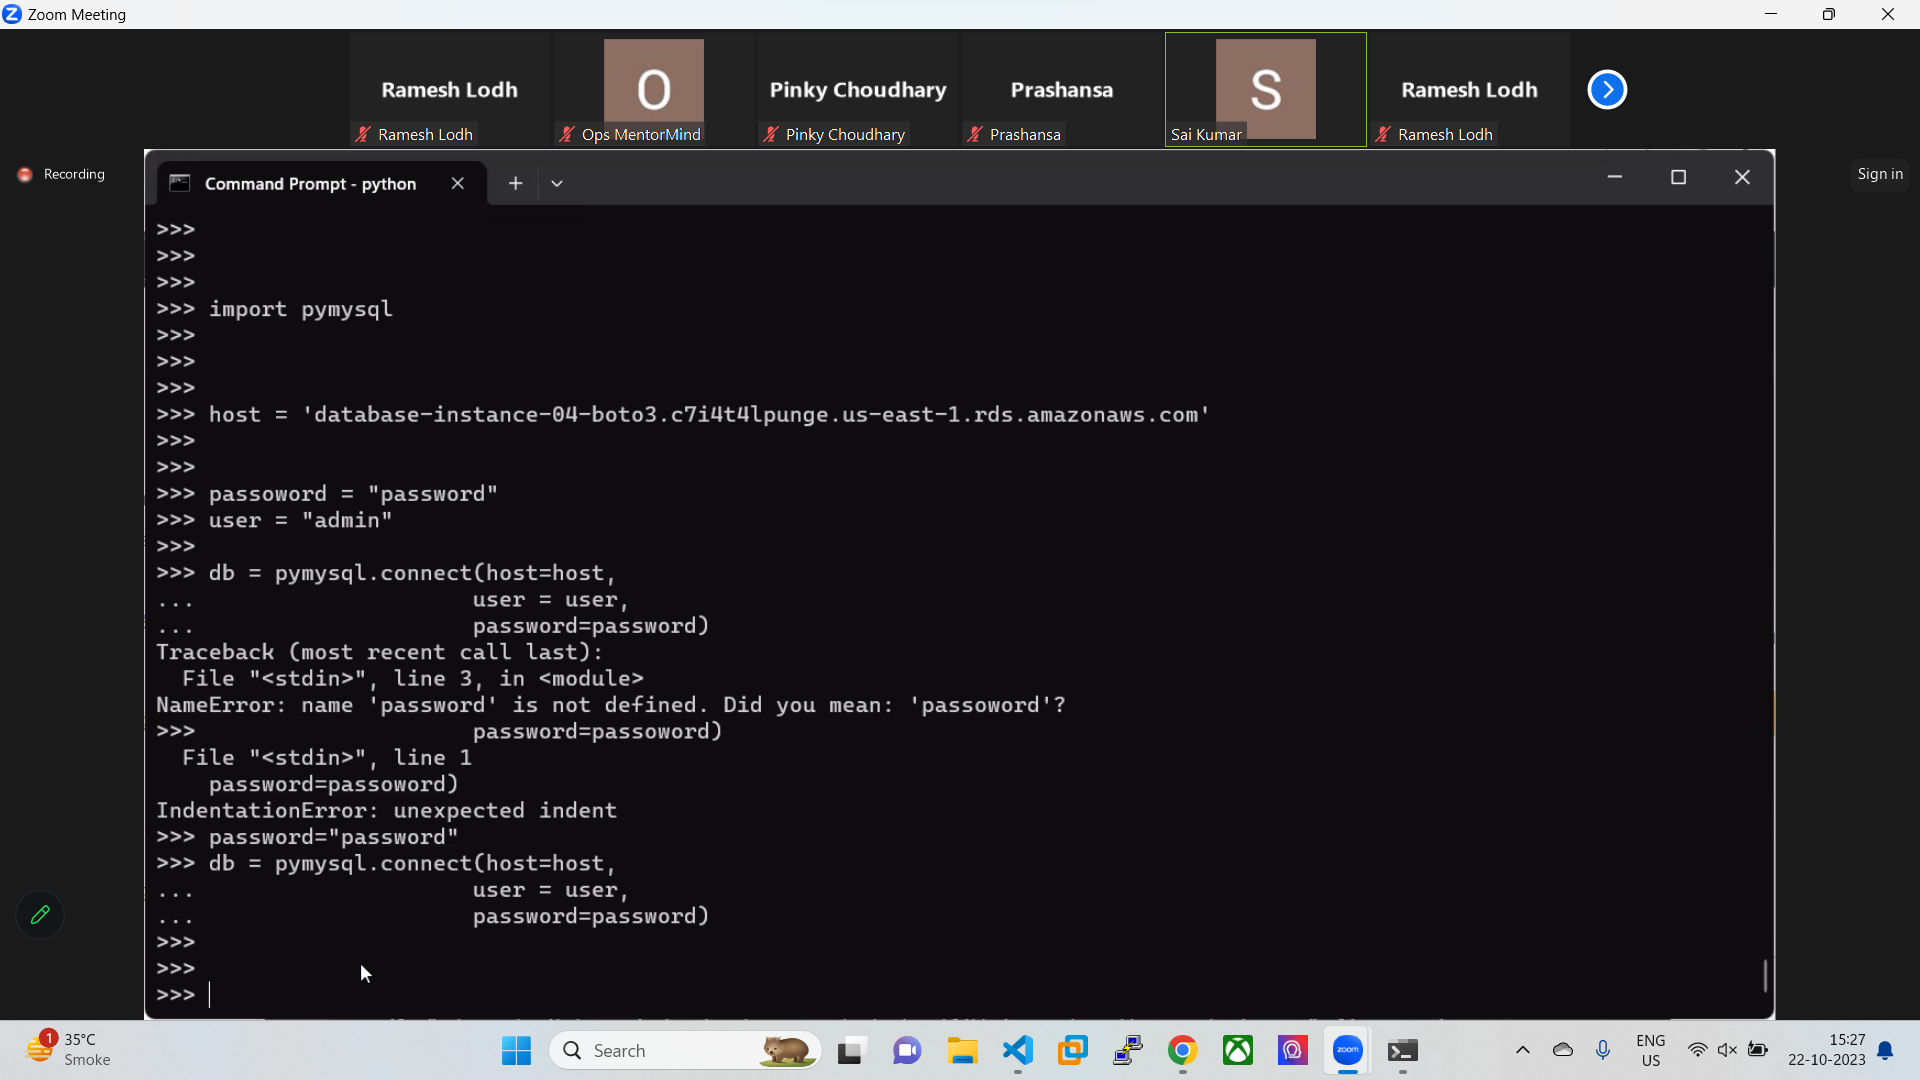 Zoom Meeting
Ramesh Lodh
O
Pinky Choudhary
Prashansa
S
Ramesh Lodh
Ramesh Lodh
Ops MentorMind
Pinky Choudhary
Prashansa
Sai Kumar
Ramesh Lodh
Recording
Sign in
Command Prompt - python
>>>
>>>
>>>
>>> import pymysql
>>>
>>>
>>>
>>> host = 'database-instance-04-boto3.c7i4t4lpunge.us-east-1.rds.amazonaws.com'
>>>
>>>
>>> passoword = "password"
>>> user = "admin"
>>>
>>> db = pymysql.connect(host=host,
...                     user = user,
...                     password=password)
Traceback (most recent call last):
  File "<stdin>", line 3, in <module>
NameError: name 'password' is not defined. Did you mean: 'passoword'?
>>>                     password=passoword)
  File "<stdin>", line 1
    password=passoword)
IndentationError: unexpected indent
>>> password="password"
>>> db = pymysql.connect(host=host,
...                     user = user,
...                     password=password)
>>>
>>>
>>>
1
35°C
Smoke
Search
zoom
ENG
US
15:27
22-10-2023